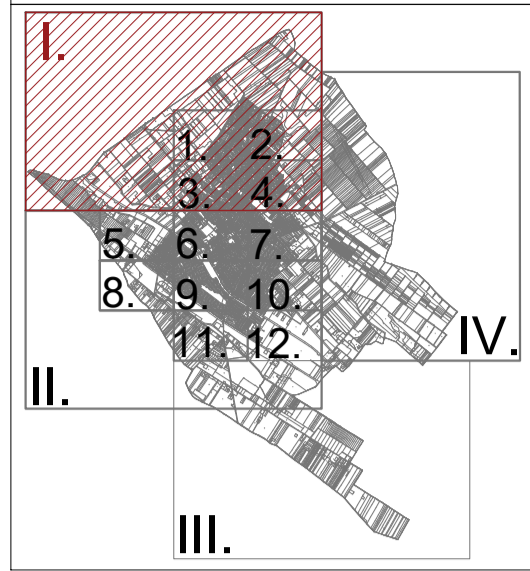 I.
1. 2.
3. 4.
5. 6. 7.
8. 9. 10.
11. 12.
IV.
II.
III.